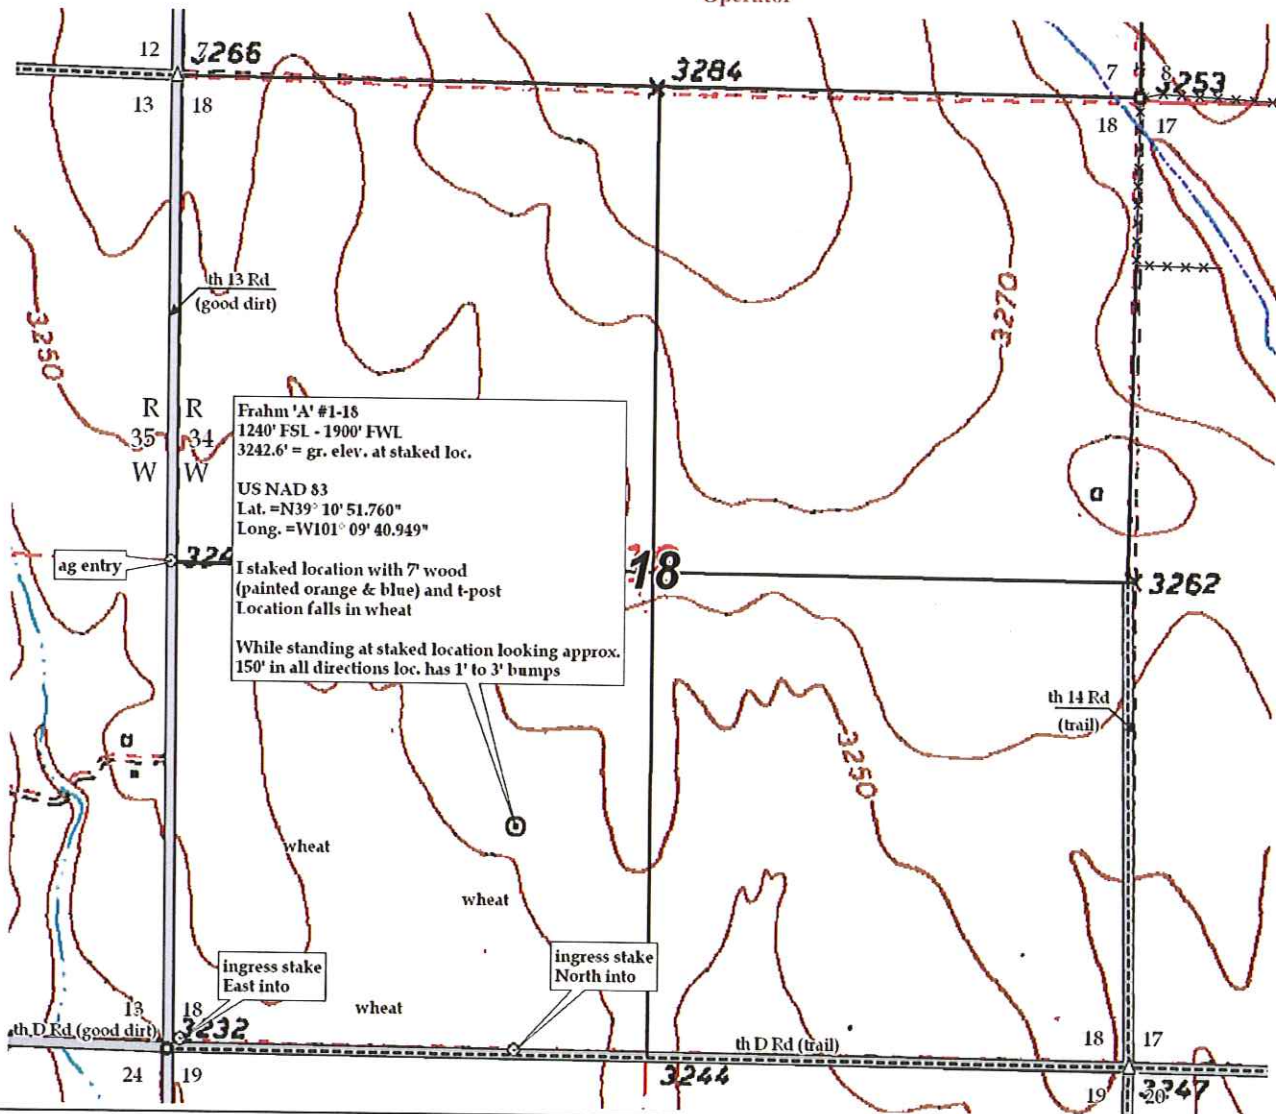 Operator
12
7
3266
3284
7
8
3253
13
18
18
17
th 13 Rd
(good dirt)
3250
3270
R
R
35
34
W
W
Frahm 'A' #1-18
1240' FSL - 1900' FWL
3242.6' = gr. elev. at staked loc.
US NAD 83
Lat. =N39° 10' 51.760"
Long. =W101° 09' 40.949"
I staked location with 7' wood
(painted orange & blue) and t-post
Location falls in wheat
While standing at staked location looking approx.
150' in all directions loc. has 1' to 3' bumps
ag entry
324
18
3262
th 14 Rd
(trail)
3250
wheat
wheat
ingress stake
East into
ingress stake
North into
wheat
13
18
th D Rd (good dirt)
3232
th D Rd (trail)
18
17
24
19
3244
19
20
3247